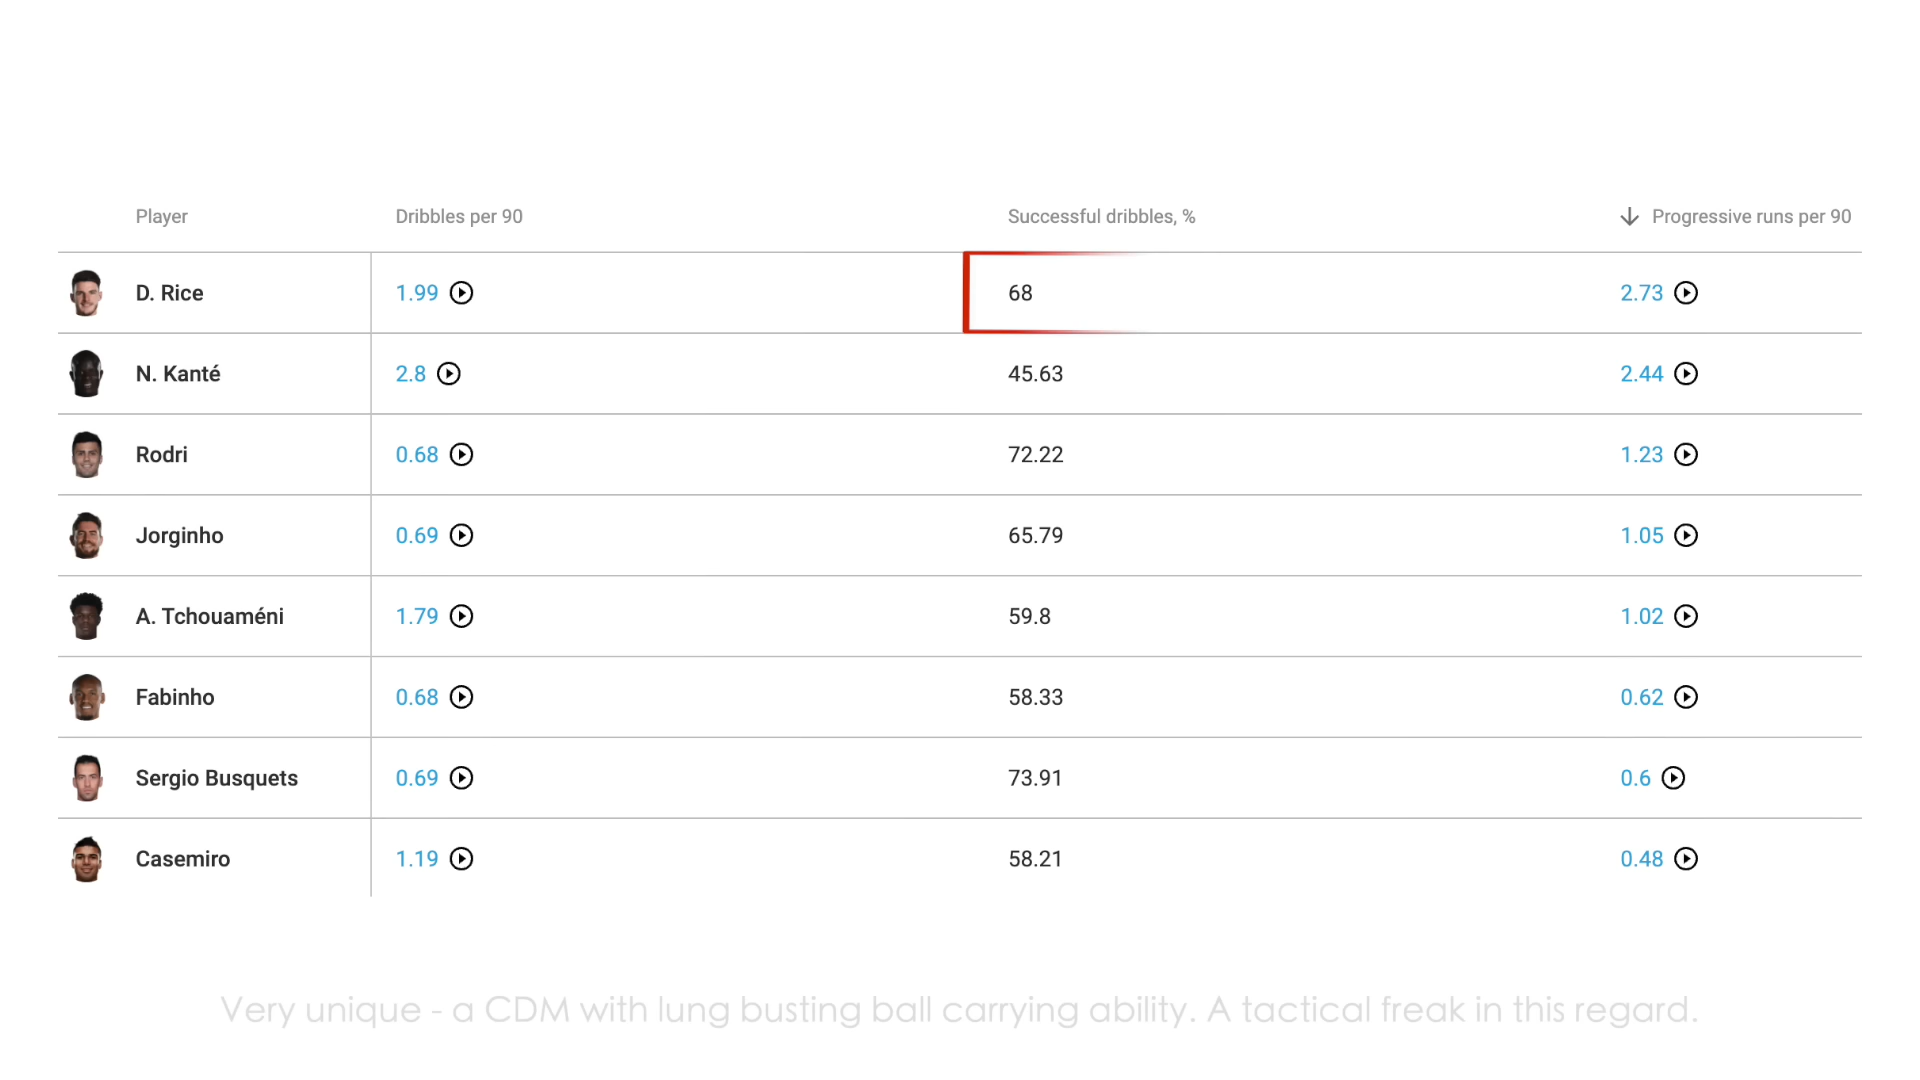 Player Dribbles per 90 Successful dribbles, % Progressive runs per 90
D. Rice 1.99 68 2.73
N. Kanté 2.8 45.63 2.44
Rodri 0.68 72.22 1.23
Jorginho 0.69 65.79 1.05
A. Tchouaméni 1.79 59.8 1.02
Fabinho 0.68 58.33 0.62
Sergio Busquets 0.69 73.91 0.6
Casemiro 1.19 58.21 0.48
Very unique - a CDM with lung busting ball carrying ability. A tactical freak in this regard.